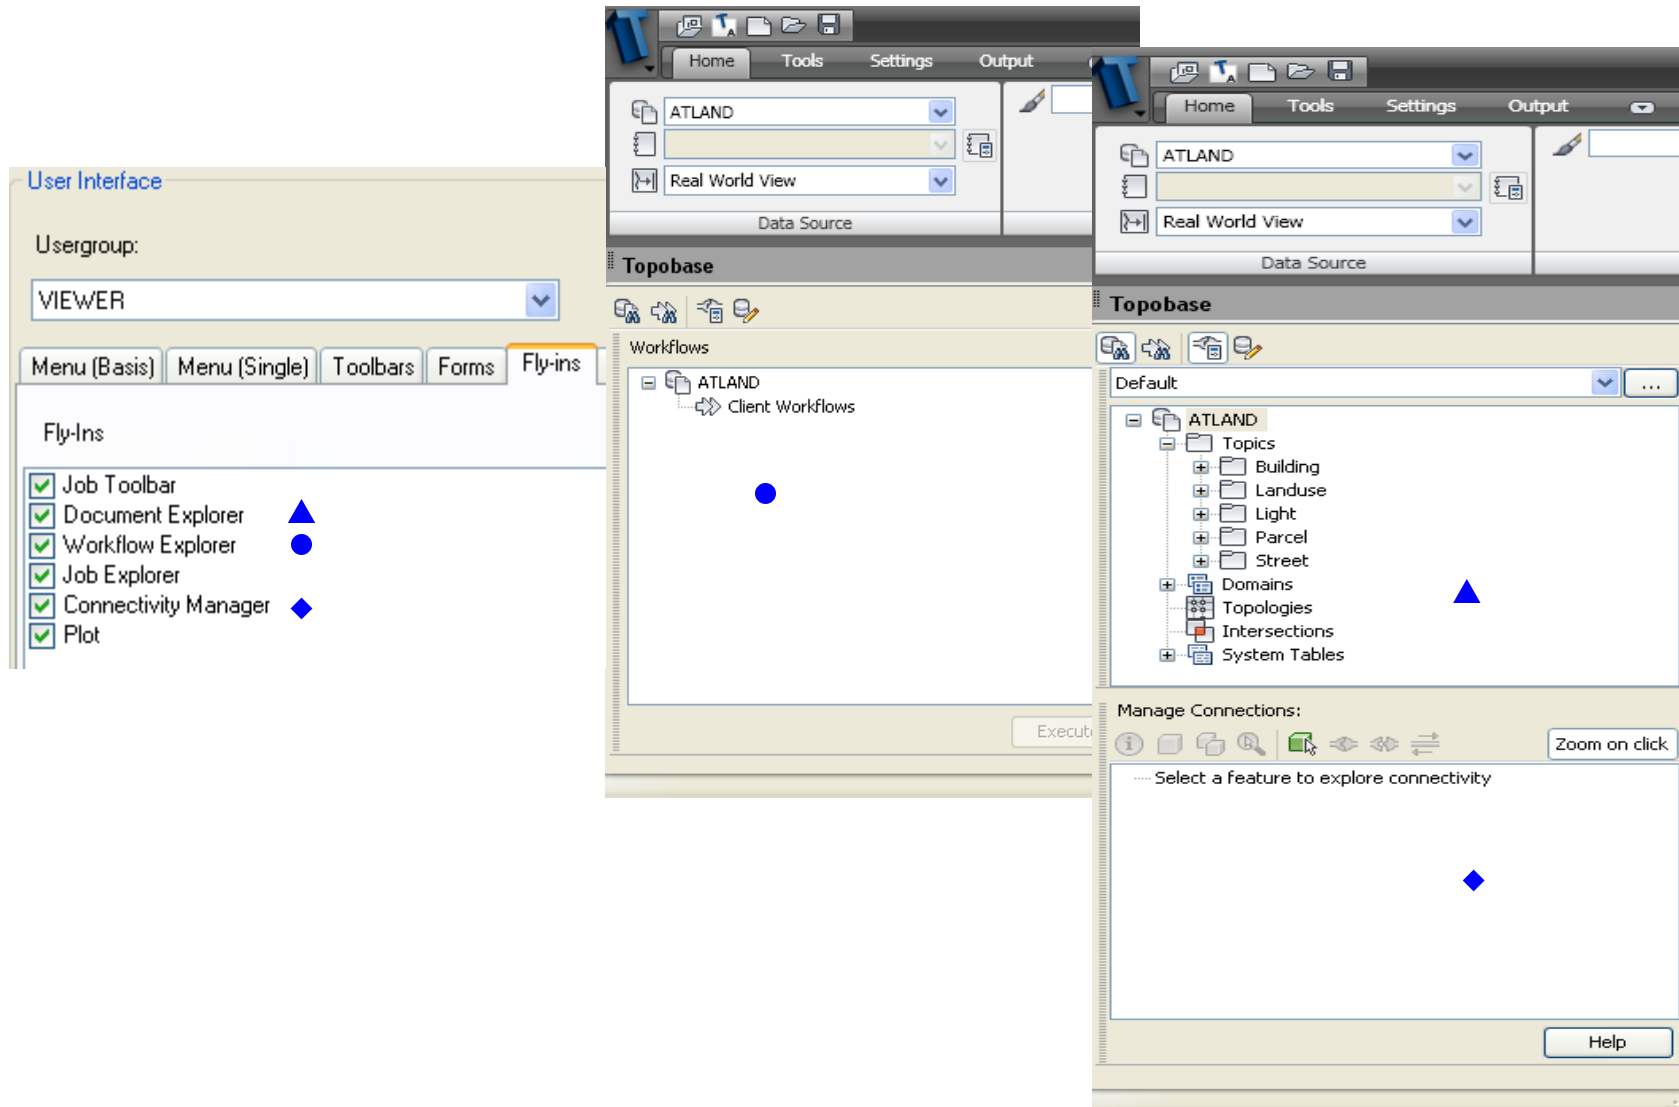 User Interface
Usergroup:
VIEWER
Menu (Basis) Menu (Single) Toolbars Forms Fly-ins
Fly-Ins
Job Toolbar
Document Explorer
Workflow Explorer
Job Explorer
Connectivity Manager
Plot
Home Tools Settings Output
ATLAND
Real World View
Data Source
Topobase
Workflows
ATLAND
Client Workflows
Execut
Home Tools Settings Output
ATLAND
Real World View
Data Source
Topobase
Default ...
ATLAND
Topics
Building
Landuse
Light
Parcel
Street
Domains
Topologies
Intersections
System Tables
Manage Connections:
Zoom on click
Select a feature to explore connectivity
Help